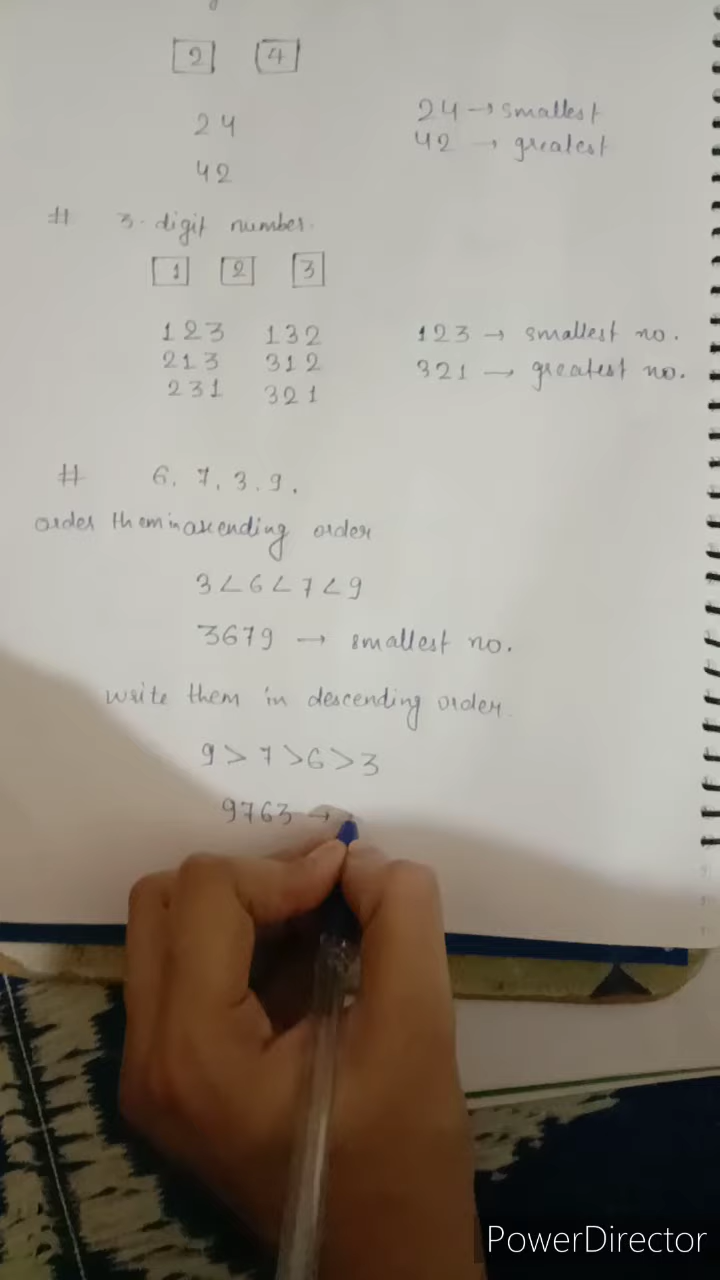 2 4
24
42
24 → smallest
42 → greatest
# 3-digit number.
1 2 3
123 132
213 312
231 321
123 → smallest no.
321 → greatest no.
# 6, 7, 3, 9.
order them in ascending order
3 < 6 < 7 < 9
3679 → smallest no.
write them in descending order.
9 > 7 > 6 > 3
9763 →
PowerDirector